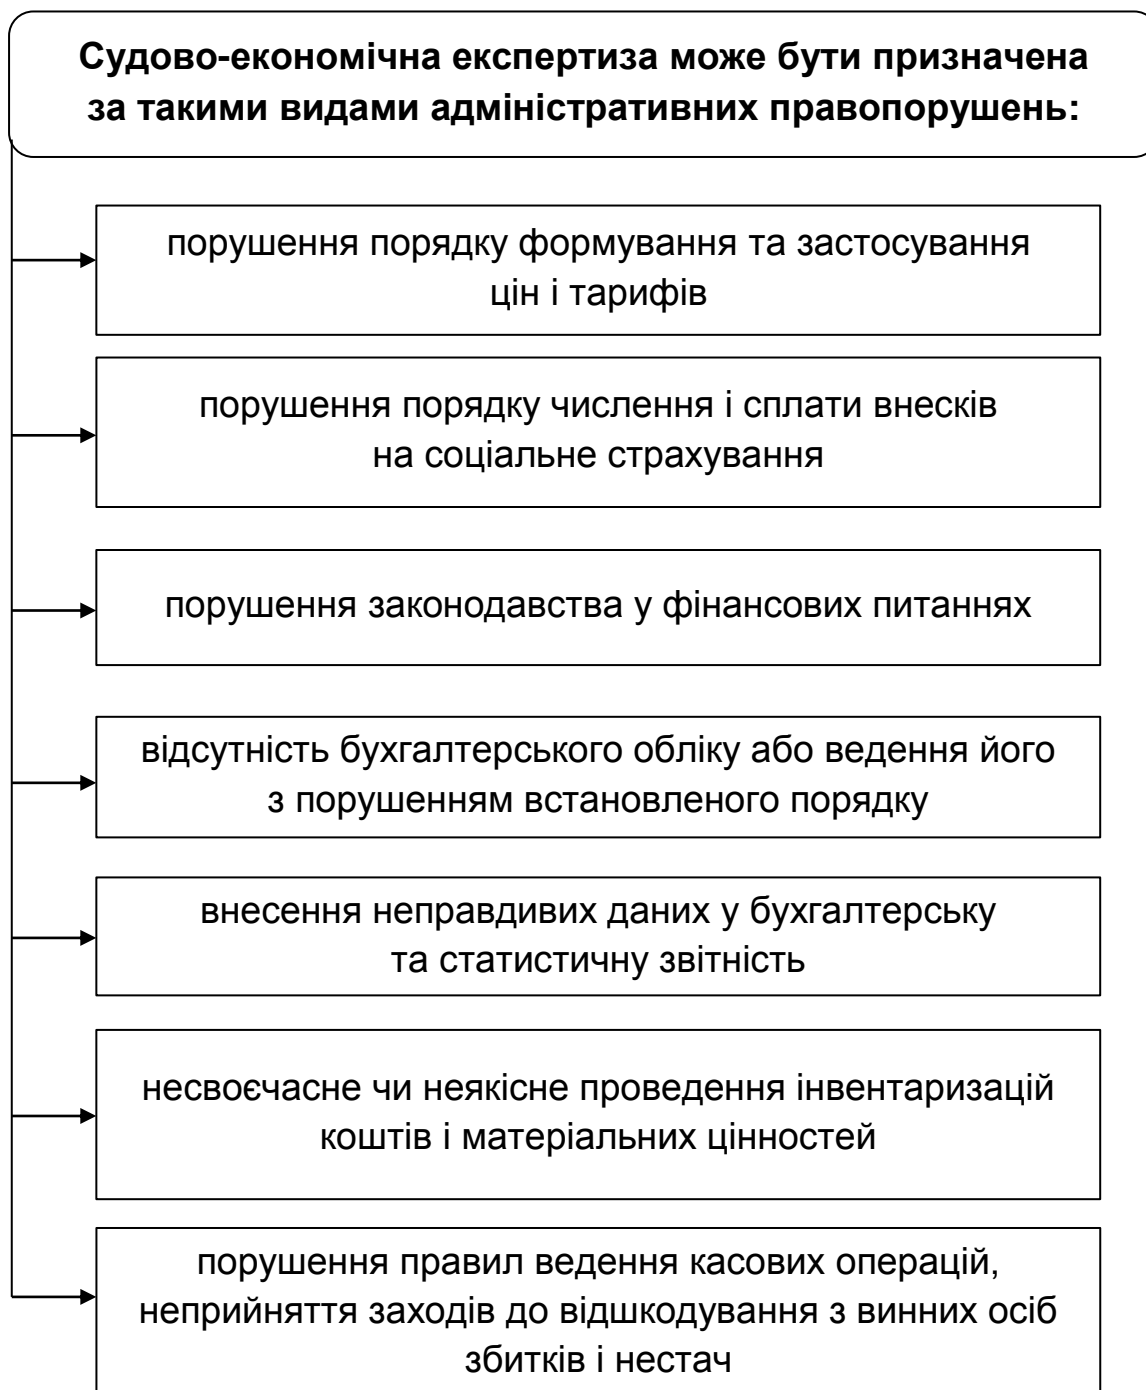 Судово-економічна експертиза може бути призначена
за такими видами адміністративних правопорушень:
порушення порядку формування та застосування
цін і тарифів
порушення порядку числення і сплати внесків
на соціальне страхування
порушення законодавства у фінансових питаннях
відсутність бухгалтерського обліку або ведення його
з порушенням встановленого порядку
внесення неправдивих даних у бухгалтерську
та статистичну звітність
несвоєчасне чи неякісне проведення інвентаризацій
коштів і матеріальних цінностей
порушення правил ведення касових операцій,
неприйняття заходів до відшкодування з винних осіб
збитків і нестач